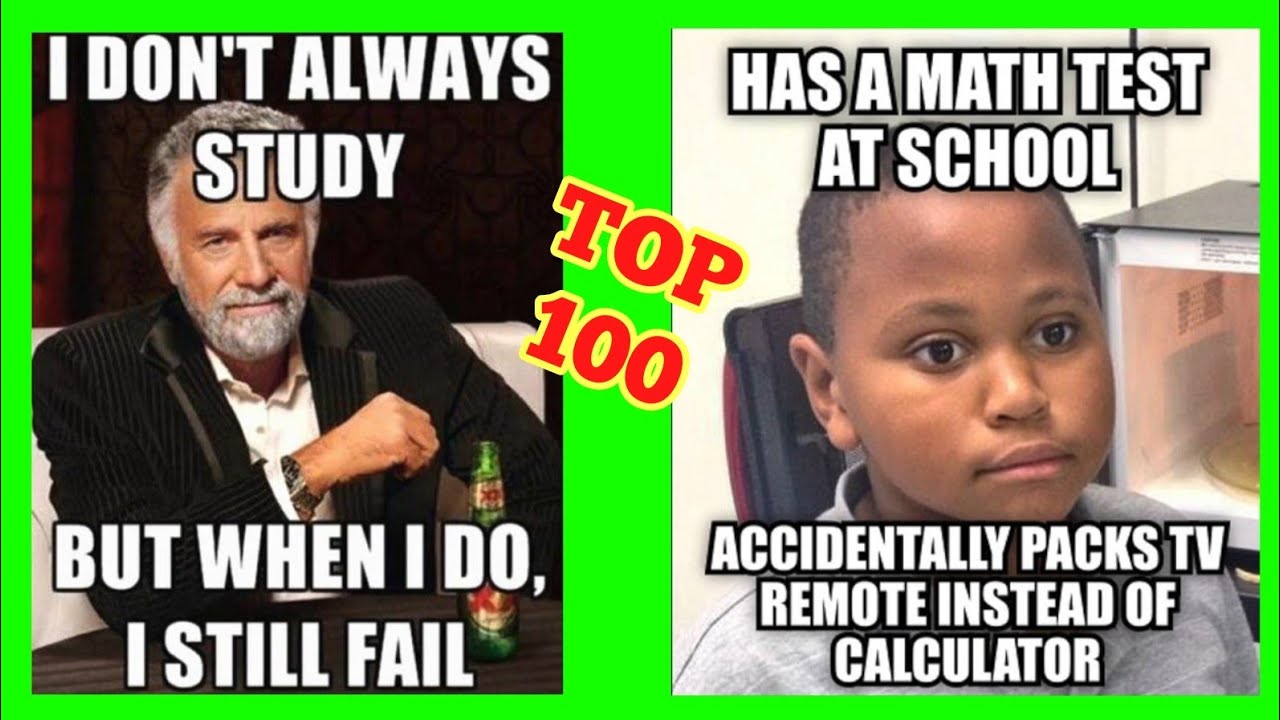 I DON'T ALWAYS
STUDY
BUT WHEN I DO,
I STILL FAIL
TOP
100
HAS A MATH TEST
AT SCHOOL
ACCIDENTALLY PACKS TV
REMOTE INSTEAD OF
CALCULATOR